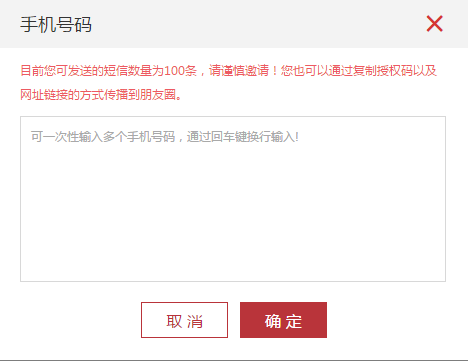 手机号码
目前您可发送的短信数量为100条，请谨慎邀请！您也可以通过复制授权码以及
网址链接的方式传播到朋友圈。
可一次性输入多个手机号码，通过回车键换行输入!
取 消
确 定